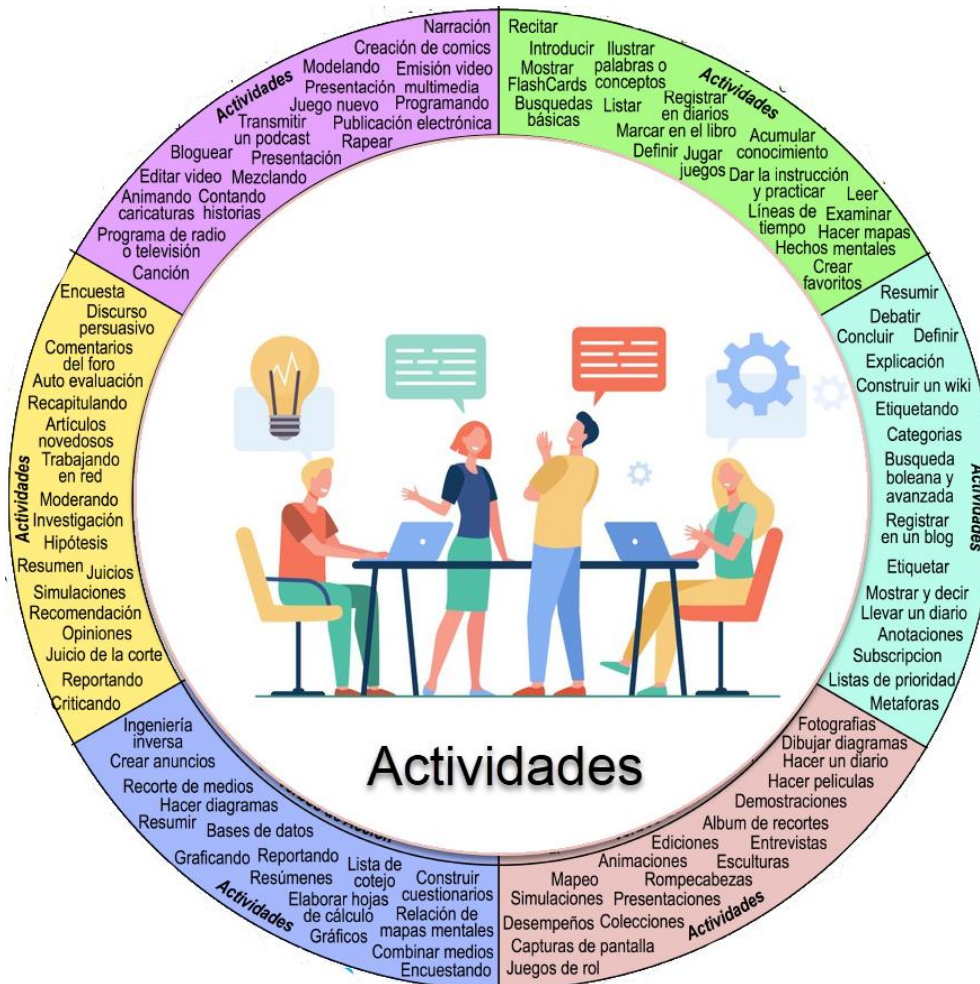 Actividades
Narración
Creación de comics
Modelando
Emisión video
Presentación multimedia
Juego nuevo
Programando
Transmitir
un podcast
Publicación electrónica
Rapear
Bloguear
Presentación
Editar video
Mezclando
Animando
caricaturas
Contando
historias
Programa de radio
o televisión
Canción
Actividades
Recitar
Introducir
Ilustrar
palabras o
conceptos
Mostrar
FlashCards
Busquedas
básicas
Listar
Registrar
en diarios
Marcar en el libro
Acumular
conocimiento
Definir
Jugar
juegos
Dar la instrucción
y practicar
Leer
Líneas de
tiempo
Examinar
Hacer mapas
mentales
Hechos
Crear
favoritos
Actividades
Resumir
Debatir
Concluir
Definir
Explicación
Construir un wiki
Etiquetando
Categorias
Busqueda
boleana y
avanzada
Registrar
en un blog
Etiquetar
Mostrar y decir
Llevar un diario
Anotaciones
Subscripcion
Listas de prioridad
Metaforas
Actividades
Fotografias
Dibujar diagramas
Hacer un diario
Hacer peliculas
Demostraciones
Album de recortes
Ediciones
Entrevistas
Animaciones
Esculturas
Mapeo
Rompecabezas
Simulaciones
Presentaciones
Desempeños
Colecciones
Capturas de pantalla
Juegos de rol
Actividades
Ingeniería
inversa
Crear anuncios
Recorte de medios
Hacer diagramas
Resumir
Bases de datos
Graficando
Reportando
Lista de
cotejo
Resúmenes
Construir
cuestionarios
Elaborar hojas
de cálculo
Relación de
mapas mentales
Gráficos
Combinar medios
Encuestando
Actividades
Encuesta
Discurso
persuasivo
Comentarios
del foro
Auto evaluación
Recapitulando
Artículos
novedosos
Trabajando
en red
Moderando
Investigación
Hipótesis
Resumen
Juicios
Simulaciones
Recomendación
Opiniones
Juicio de la corte
Reportando
Criticando
Actividades